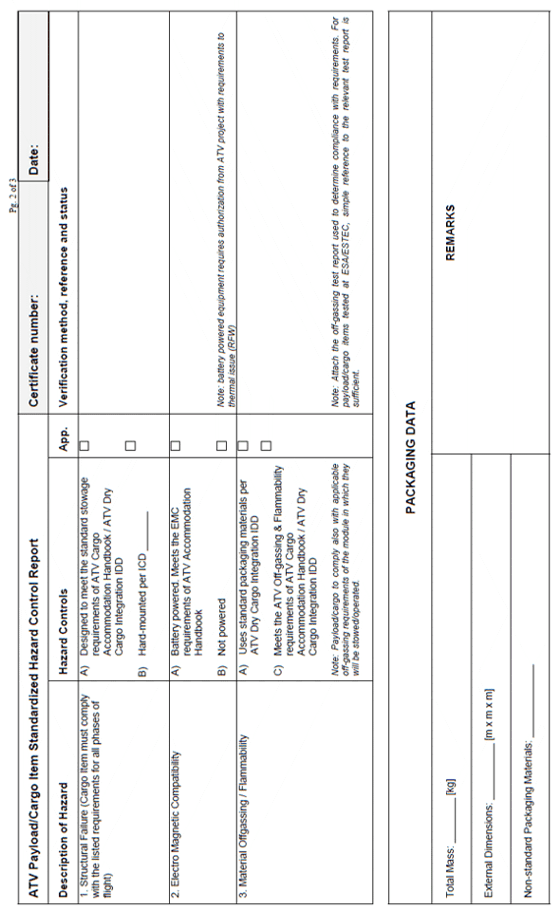 Pg. 2 of 3
ATV Payload/Cargo Item Standardized Hazard Control Report
Certificate number:
Date:
Description of Hazard
Hazard Controls
App.
Verification method, reference and status
1. Structural Failure (Cargo Item must comply
with the listed requirements for all phases of
flight)
A) Designed to meet the standard stowage
requirements of ATV Cargo
Accommodation Handbook / ATV Dry
Cargo Integration IDD
☐
B) Hard-mounted per ICD ______
☐
2. Electro Magnetic Compatibility
A) Battery powered. Meets the EMC
requirements of ATV Accommodation
Handbook
☐
B) Not powered
☐
Note: battery powered equipment requires authorization from ATV project with requirements to
thermal issue (RFW)
3. Material Offgassing / Flammability
A) Uses standard packaging materials per
ATV Dry Cargo Integration IDD
☐
C) Meets the ATV Off-gassing & Flammability
requirements of ATV Cargo
Accommodation Handbook / ATV Dry
Cargo Integration IDD
☐
Note: Payload/cargo to comply also with applicable
off-gassing requirements of the module in which they
will be stowed/operated.
Note: Attach the off-gassing test report used to determine compliance with requirements. For
payload/cargo items tested at ESA/ESTEC, simple reference to the relevant test report is
sufficient.
PACKAGING DATA
Total Mass: ______ [kg]
External Dimensions: ______ [m x m x m]
Non-standard Packaging Materials: ______
REMARKS